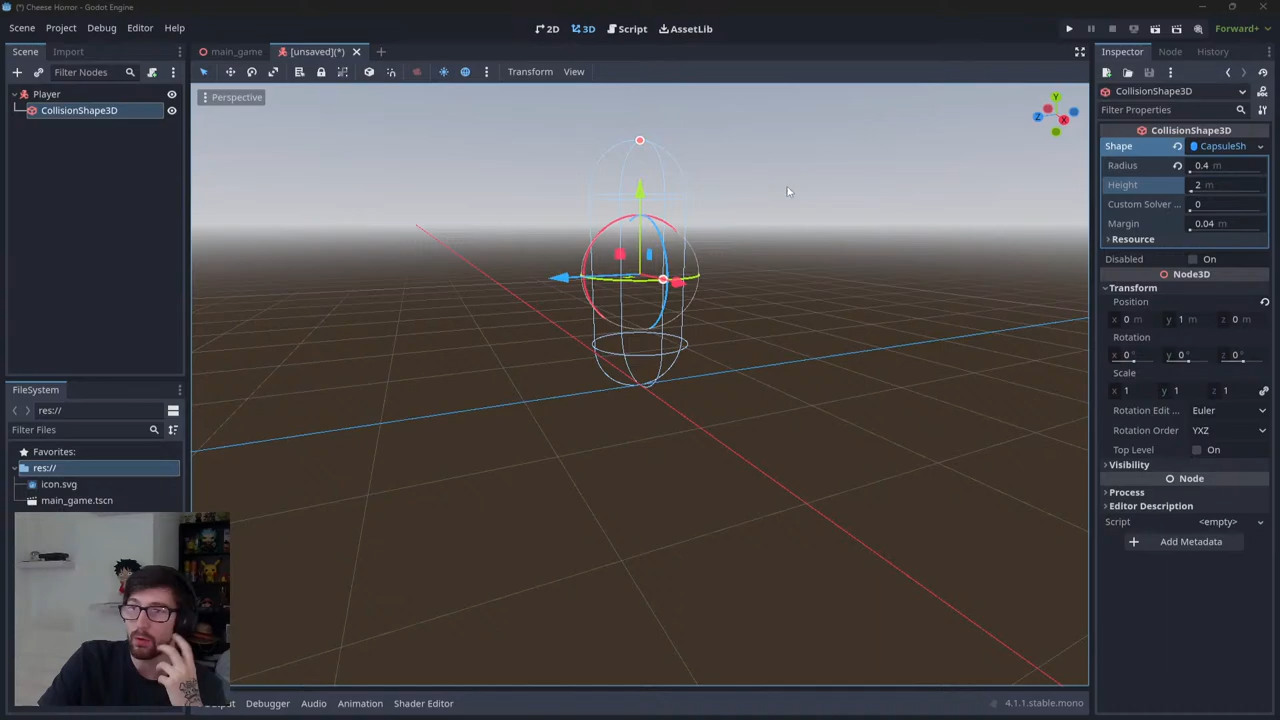 (*) Cheese Horror - Godot Engine
Scene Project Debug Editor Help
2D 3D Script AssetLib
Forward+
Scene Import
main_game [unsaved](*)
Inspector Node History
Filter Nodes
Transform View
Player
CollisionShape3D
Perspective
Y
Z
X
CollisionShape3D
Filter Properties
CollisionShape3D
Shape CapsuleSh
Radius 0.4 m
Height 2 m
Custom Solver ... 0
Margin 0.04 m
Resource
Disabled On
Node3D
Transform
Position
x 0 m y 1 m z 0 m
Rotation
x 0° y 0° z 0°
Scale
x 1 y 1 z 1
Rotation Edit ... Euler
Rotation Order YXZ
Top Level On
Visibility
Node
Process
Editor Description
Script <empty>
Add Metadata
FileSystem
res://
Filter Files
Favorites:
res://
icon.svg
main_game.tscn
Debugger Audio Animation Shader Editor
4.1.1.stable.mono